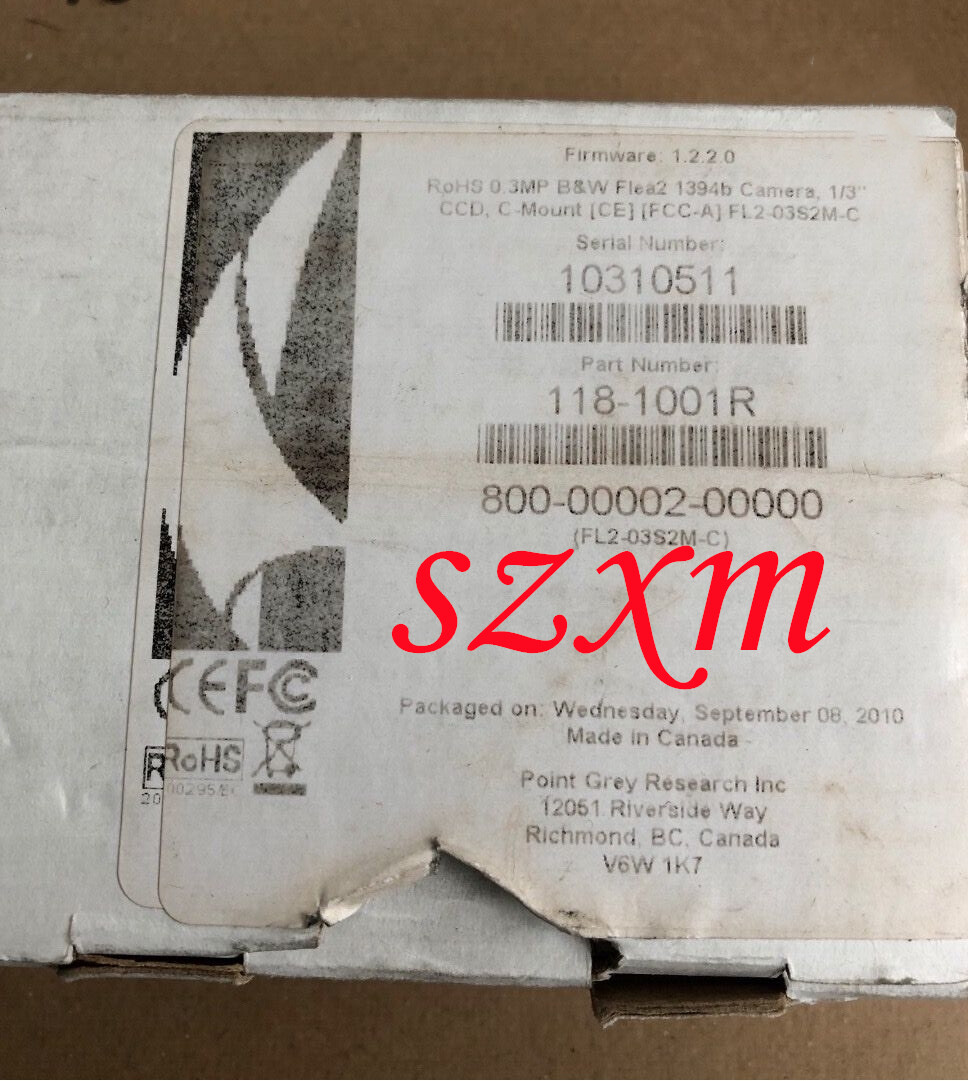 Firmware: 1.2.2.0
RoHS 0.3MP B&W Flea2 1394b Camera, 1/3"
CCD, C-Mount [CE] [FCC-A] FL2-03S2M-C
Serial Number:
10310511
Part Number:
118-1001R
800-00002-00000
(FL2-03S2M-C)
szxm
CE FC
Packaged on: Wednesday, September 08, 2010
Made in Canada
RoHS
R
20
Point Grey Research Inc
12051 Riverside Way
Richmond, BC, Canada
V6W 1K7